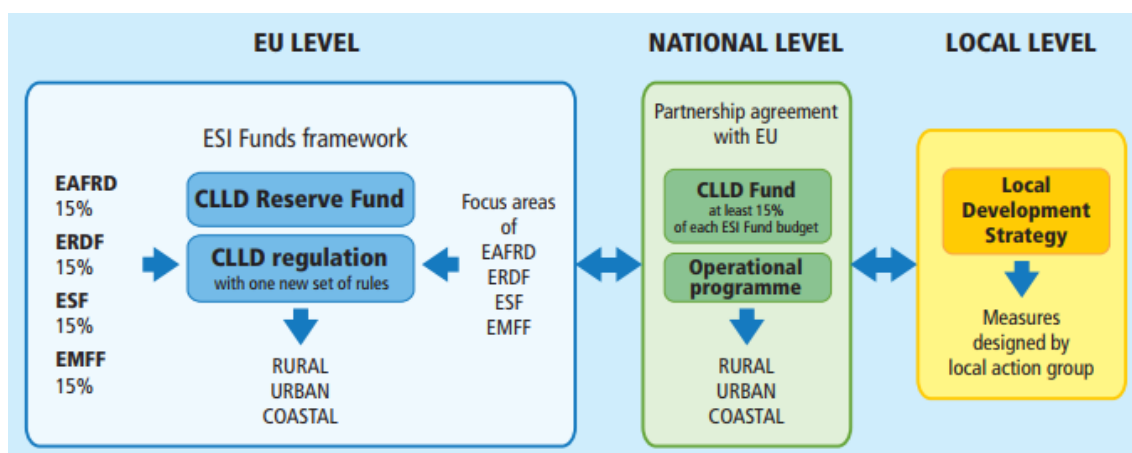 EU LEVEL
ESI Funds framework
EAFRD
15%
ERDF
15%
ESF
15%
EMFF
15%
CLLD Reserve Fund
CLLD regulation
with one new set of rules
RURAL
URBAN
COASTAL
Focus areas
of
EAFRD
ERDF
ESF
EMFF
NATIONAL LEVEL
Partnership agreement
with EU
CLLD Fund
at least 15%
of each ESI Fund budget
Operational
programme
RURAL
URBAN
COASTAL
LOCAL LEVEL
Local
Development
Strategy
Measures
designed by
local action group